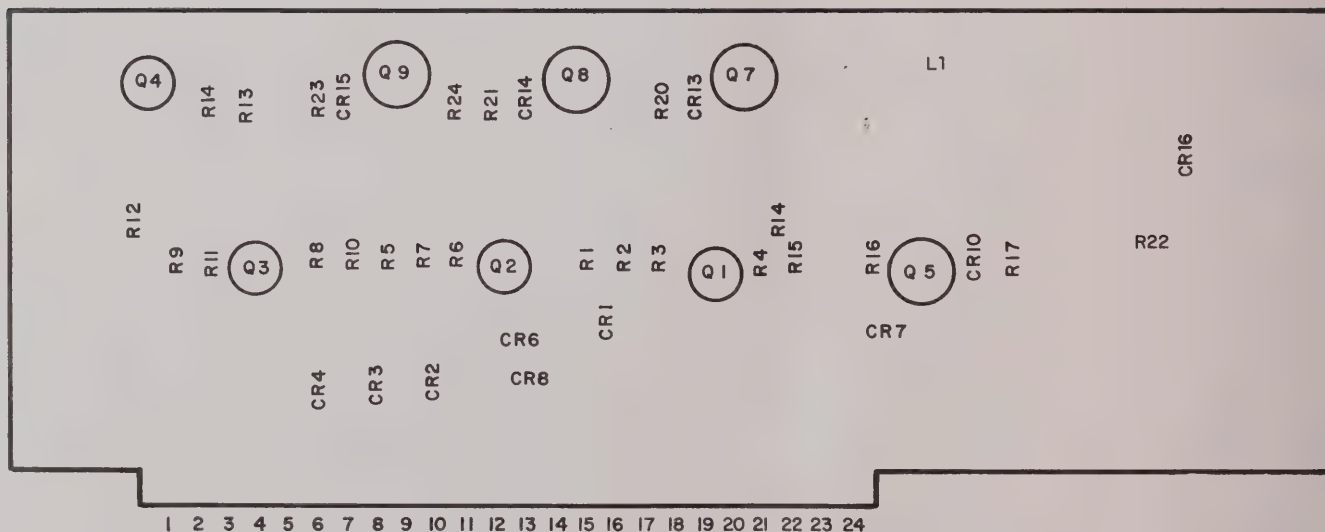 Q4 R14 R13 R23 CR15 Q9 R24 R21 CR14 Q8 R20 CR13 Q7 L1
CR16
R12 R14 R22
R9 R11 Q3 R8 R10 R5 R7 R6 Q2 R1 R2 R3 Q1 R4 R15 R16 Q5 CR10 R17
CR1
CR6 CR7
CR4 CR3 CR2 CR8
1 2 3 4 5 6 7 8 9 10 11 12 13 14 15 16 17 18 19 20 21 22 23 24